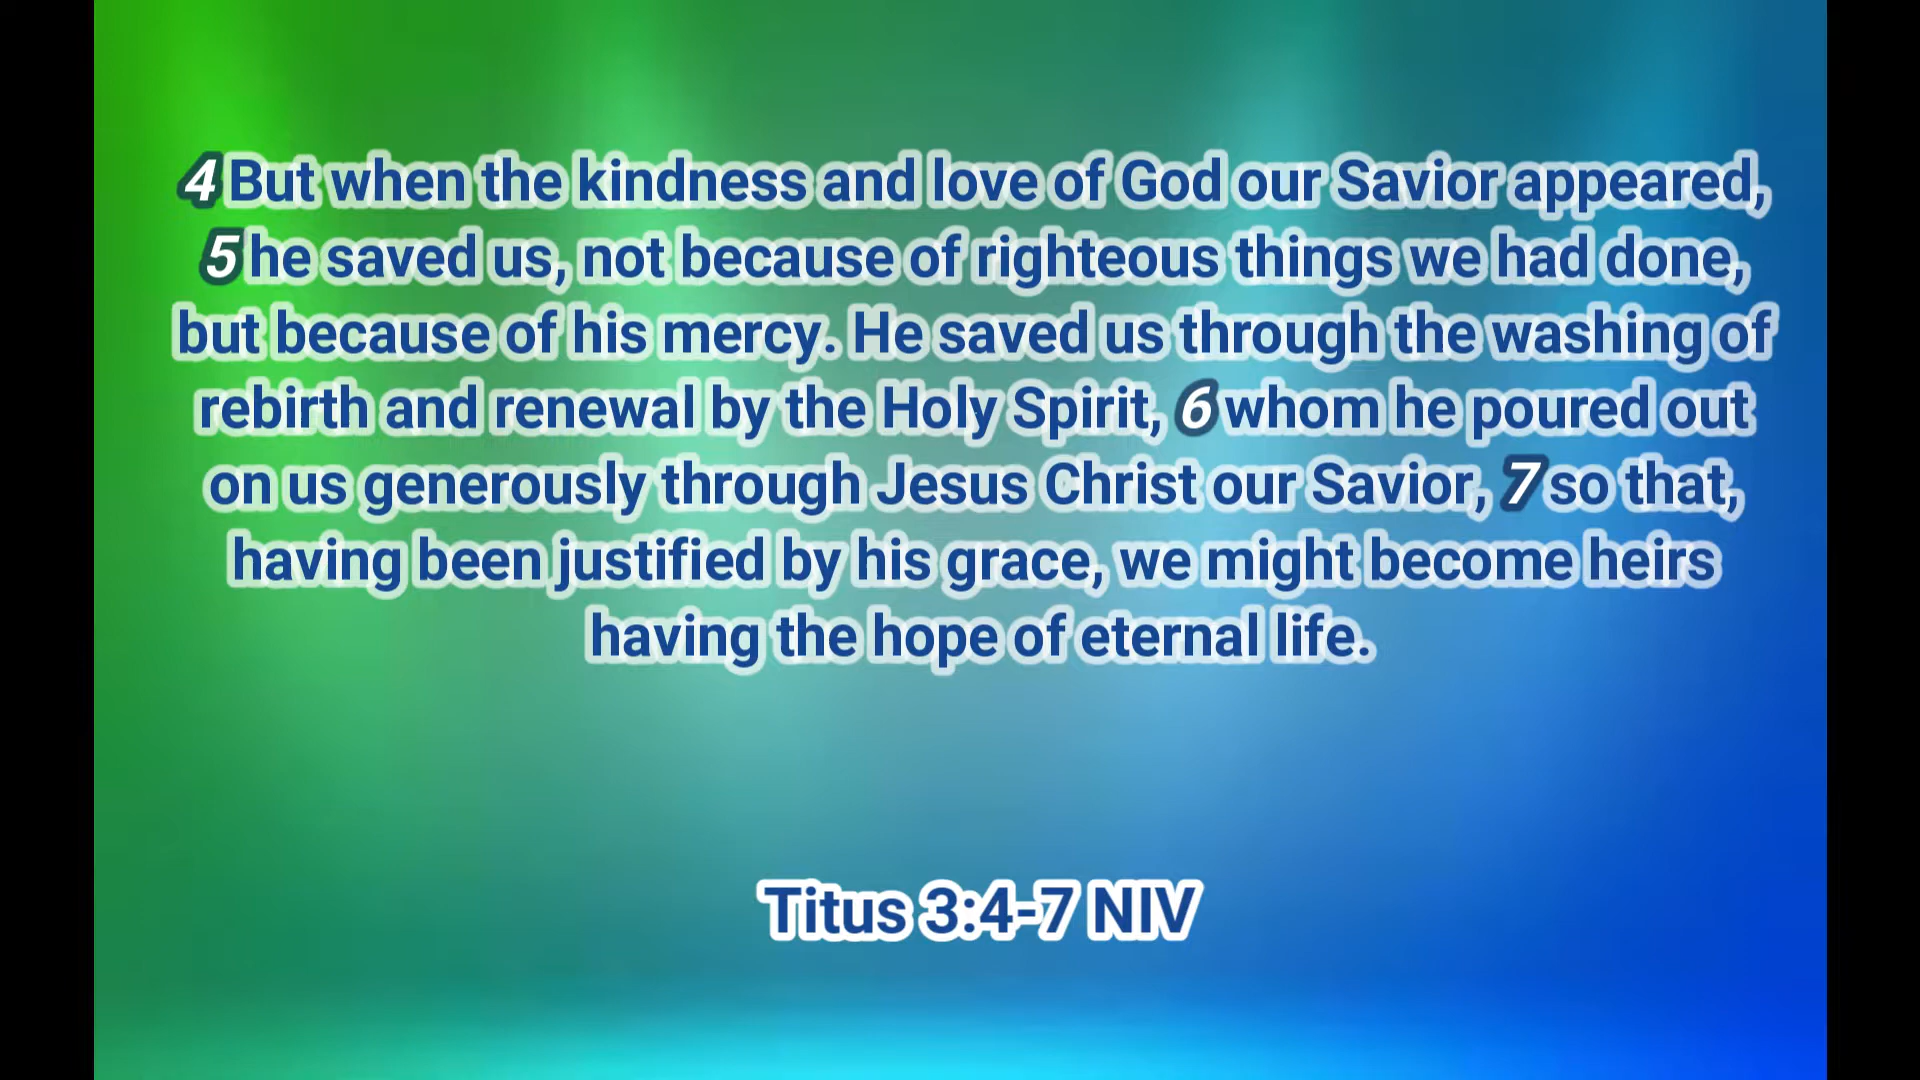 4 But when the kindness and love of God our Savior appeared,
5 he saved us, not because of righteous things we had done,
but because of his mercy. He saved us through the washing of
rebirth and renewal by the Holy Spirit, 6 whom he poured out
on us generously through Jesus Christ our Savior, 7 so that,
having been justified by his grace, we might become heirs
having the hope of eternal life.
Titus 3:4-7 NIV